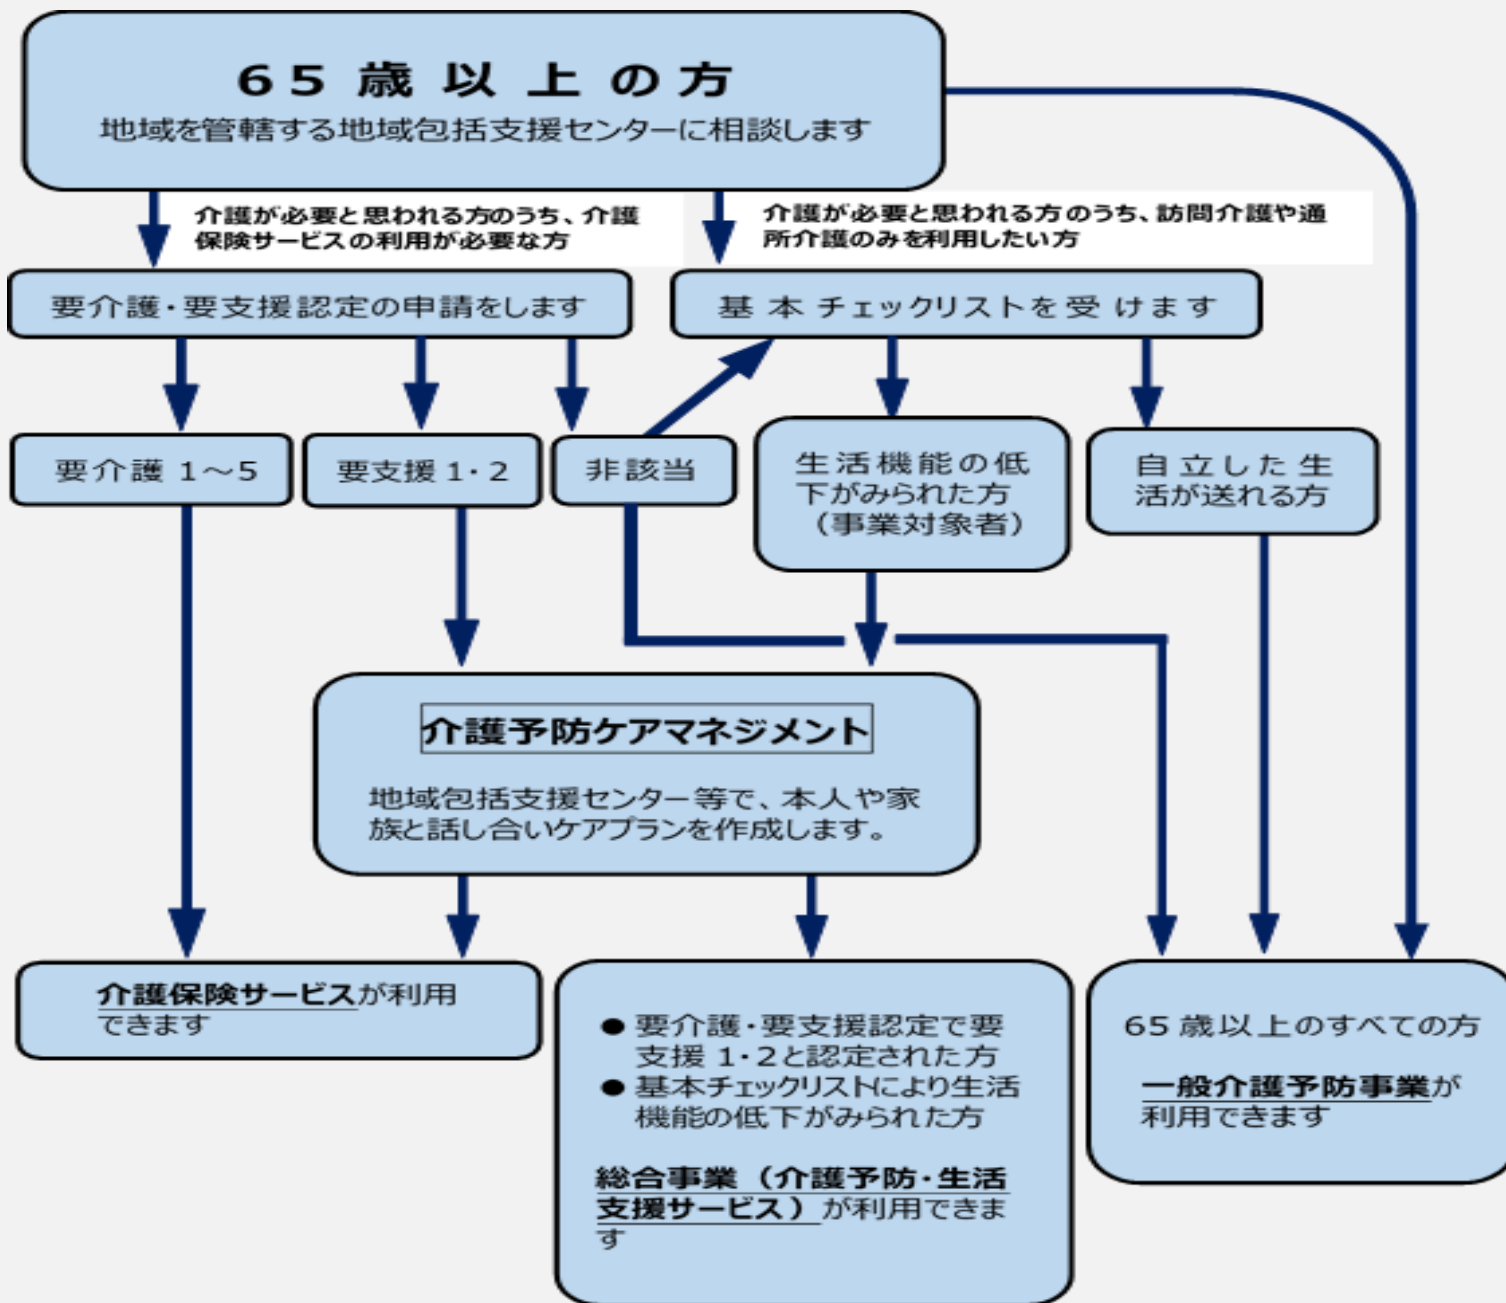 65歳以上の方
地域を管轄する地域包括支援センターに相談します
介護が必要と思われる方のうち、介護
保険サービスの利用が必要な方
介護が必要と思われる方のうち、訪問介護や通
所介護のみを利用したい方
要介護・要支援認定の申請をします
基本チェックリストを受けます
要介護1～5
要支援1・2
非該当
生活機能の低
下がみられた方
（事業対象者）
自立した生
活が送れる方
介護予防ケアマネジメント
地域包括支援センター等で、本人や家
族と話し合いケアプランを作成します。
介護保険サービスが利用
できます
● 要介護・要支援認定で要
支援1・2と認定された方
● 基本チェックリストにより生活
機能の低下がみられた方
総合事業（介護予防・生活
支援サービス）が利用できま
す
65歳以上のすべての方
一般介護予防事業が
利用できます